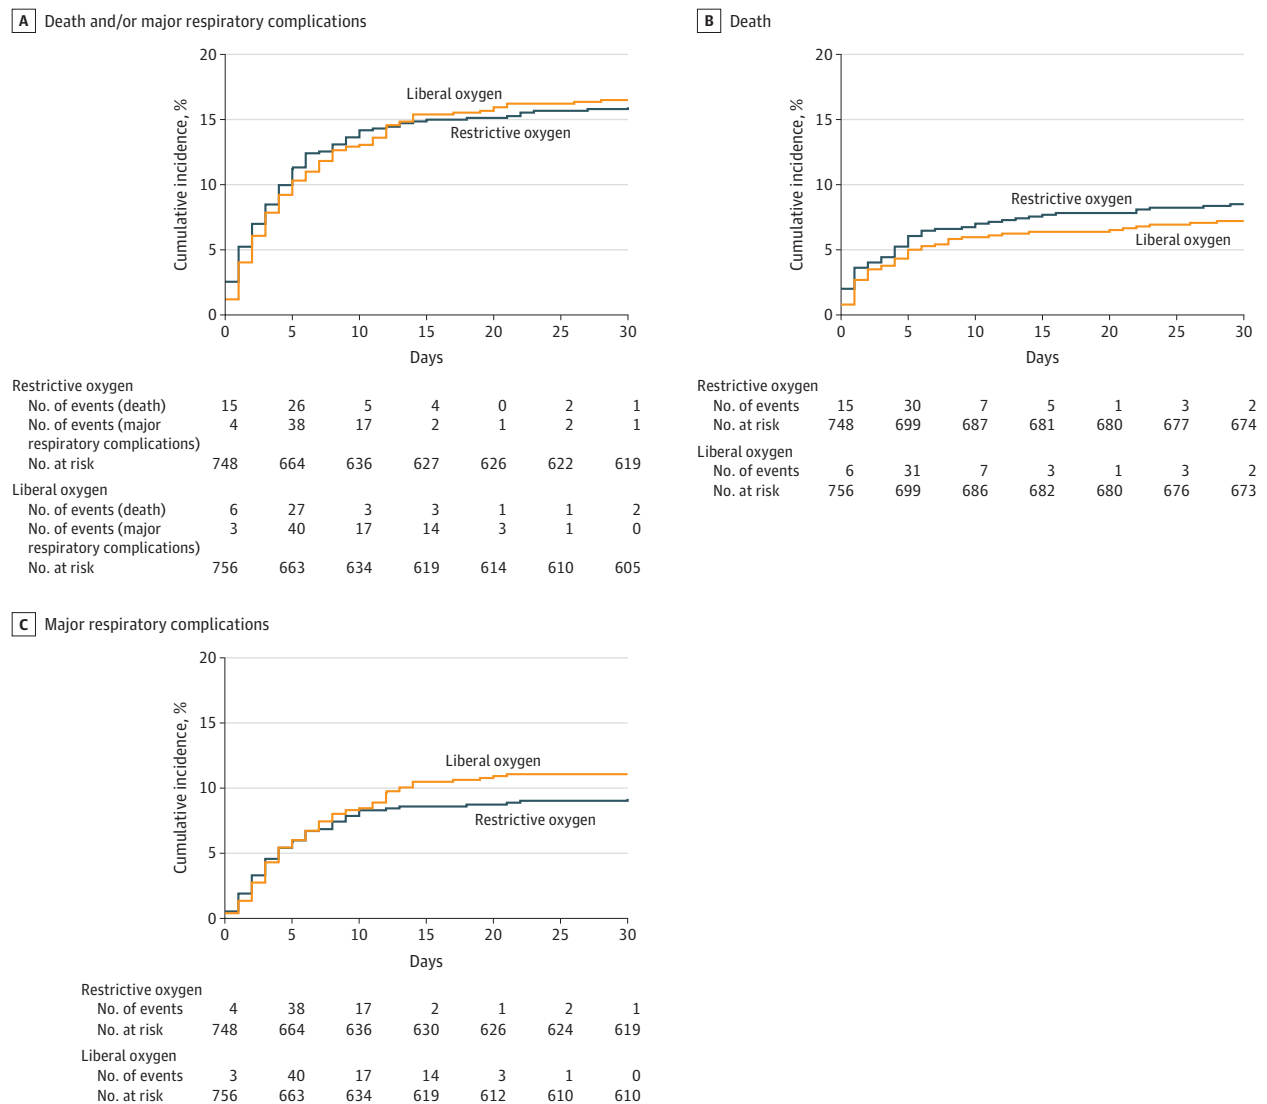 A Death and/or major respiratory complications
20
15
10
5
0
Cumulative incidence, %
Liberal oxygen
Restrictive oxygen
0 5 10 15 20 25 30
Days
Restrictive oxygen
No. of events (death) 15 26 5 4 0 2 1
No. of events (major 4 38 17 2 1 2 1
respiratory complications)
No. at risk 748 664 636 627 626 622 619
Liberal oxygen
No. of events (death) 6 27 3 3 1 1 2
No. of events (major 3 40 17 14 3 1 0
respiratory complications)
No. at risk 756 663 634 619 614 610 605
B Death
20
15
10
5
0
Cumulative incidence, %
Restrictive oxygen
Liberal oxygen
0 5 10 15 20 25 30
Days
Restrictive oxygen
No. of events 15 30 7 5 1 3 2
No. at risk 748 699 687 681 680 677 674
Liberal oxygen
No. of events 6 31 7 3 1 3 2
No. at risk 756 699 686 682 680 676 673
C Major respiratory complications
20
15
10
5
0
Cumulative incidence, %
Liberal oxygen
Restrictive oxygen
0 5 10 15 20 25 30
Days
Restrictive oxygen
No. of events 4 38 17 2 1 2 1
No. at risk 748 664 636 630 626 624 619
Liberal oxygen
No. of events 3 40 17 14 3 1 0
No. at risk 756 663 634 619 612 610 610